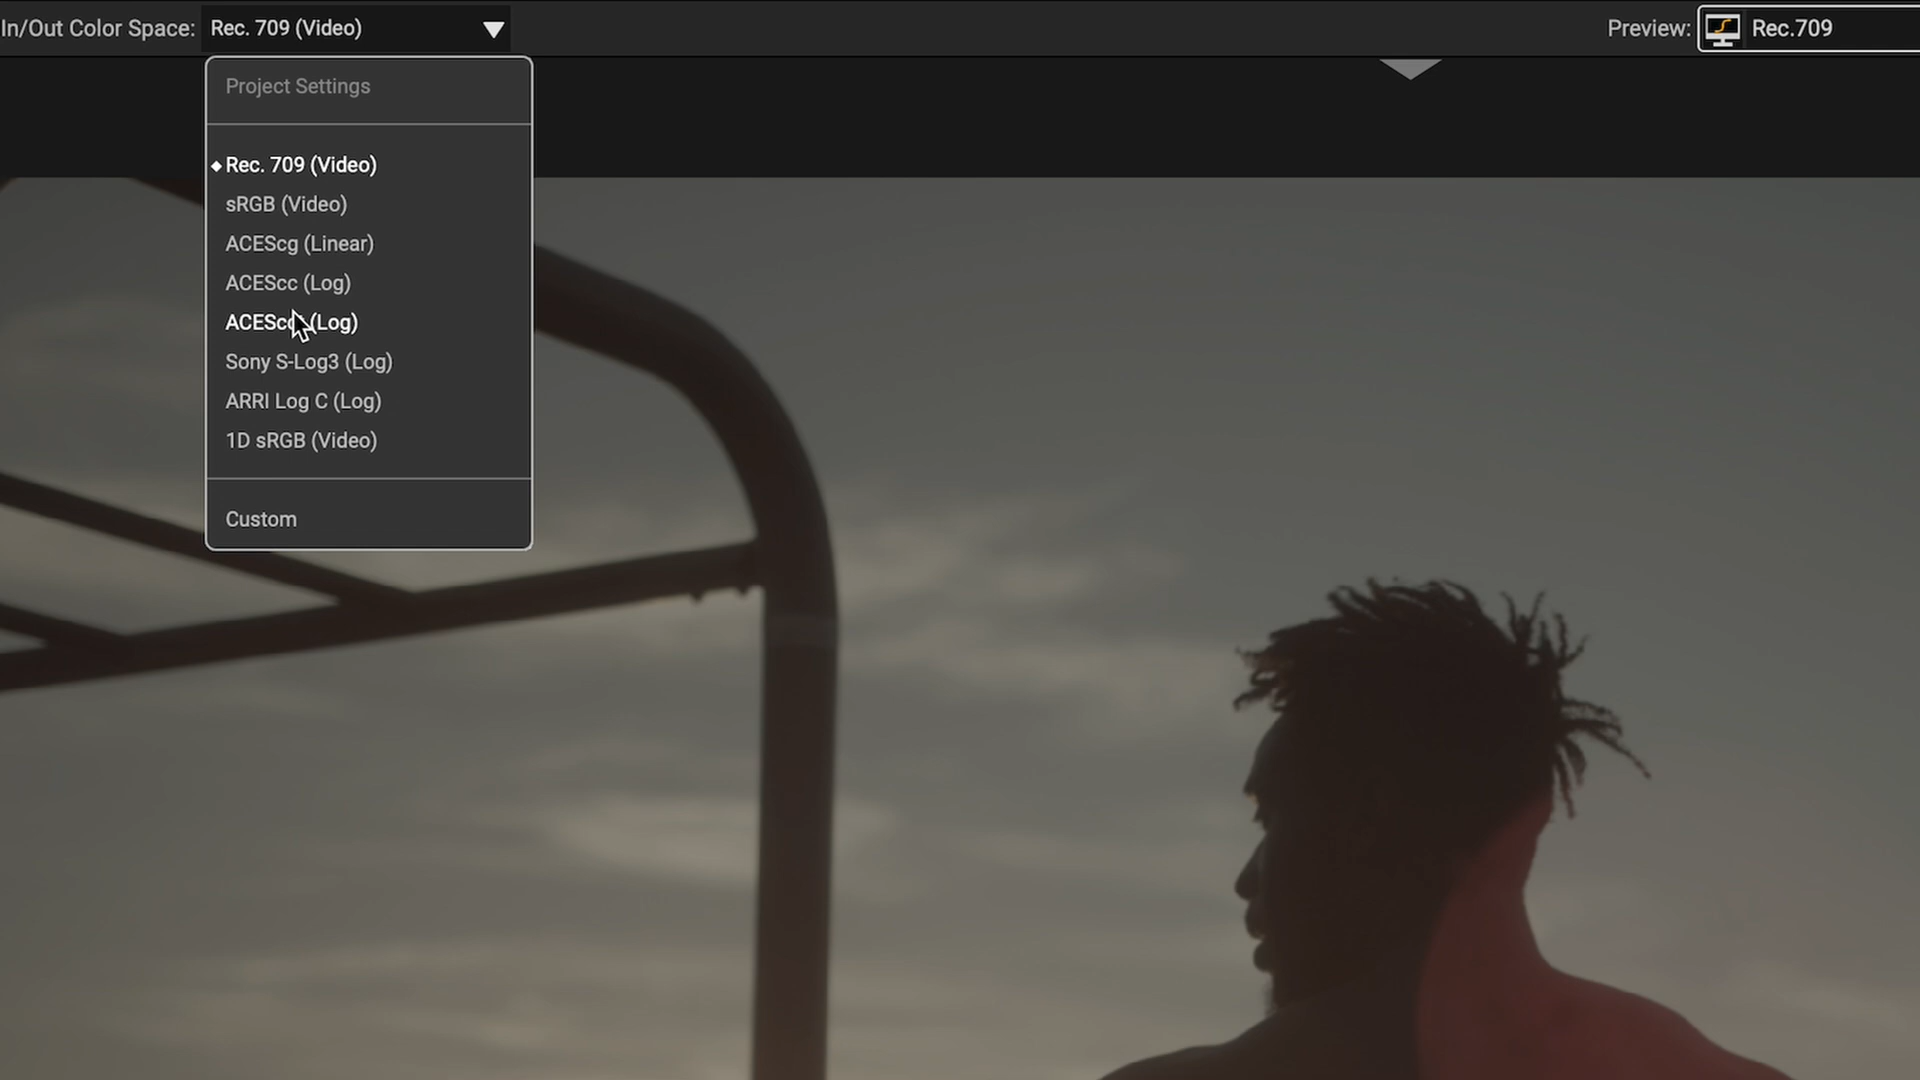 In/Out Color Space: Rec. 709 (Video)
Preview: Rec.709
Project Settings
Rec. 709 (Video)
sRGB (Video)
ACEScg (Linear)
ACEScc (Log)
(Log)
Sony S-Log3 (Log)
ARRI Log C (Log)
1D sRGB (Video)
Custom